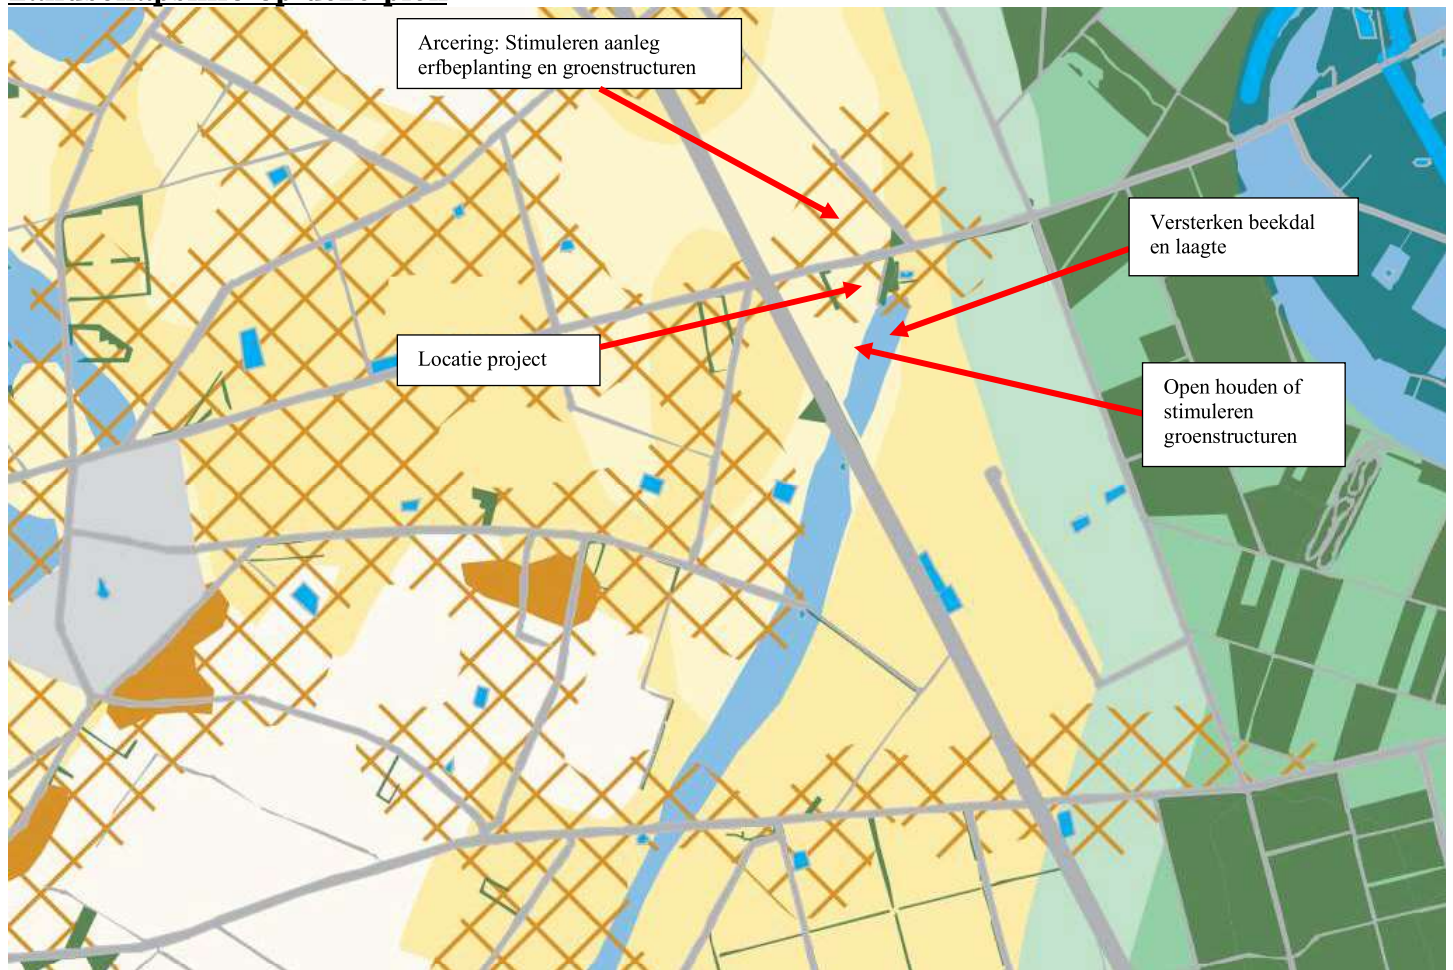 Arcering: Stimuleren aanleg
erfbeplanting en groenstructuren
Versterken beekdal
en laagte
Locatie project
Open houden of
stimuleren
groenstructuren